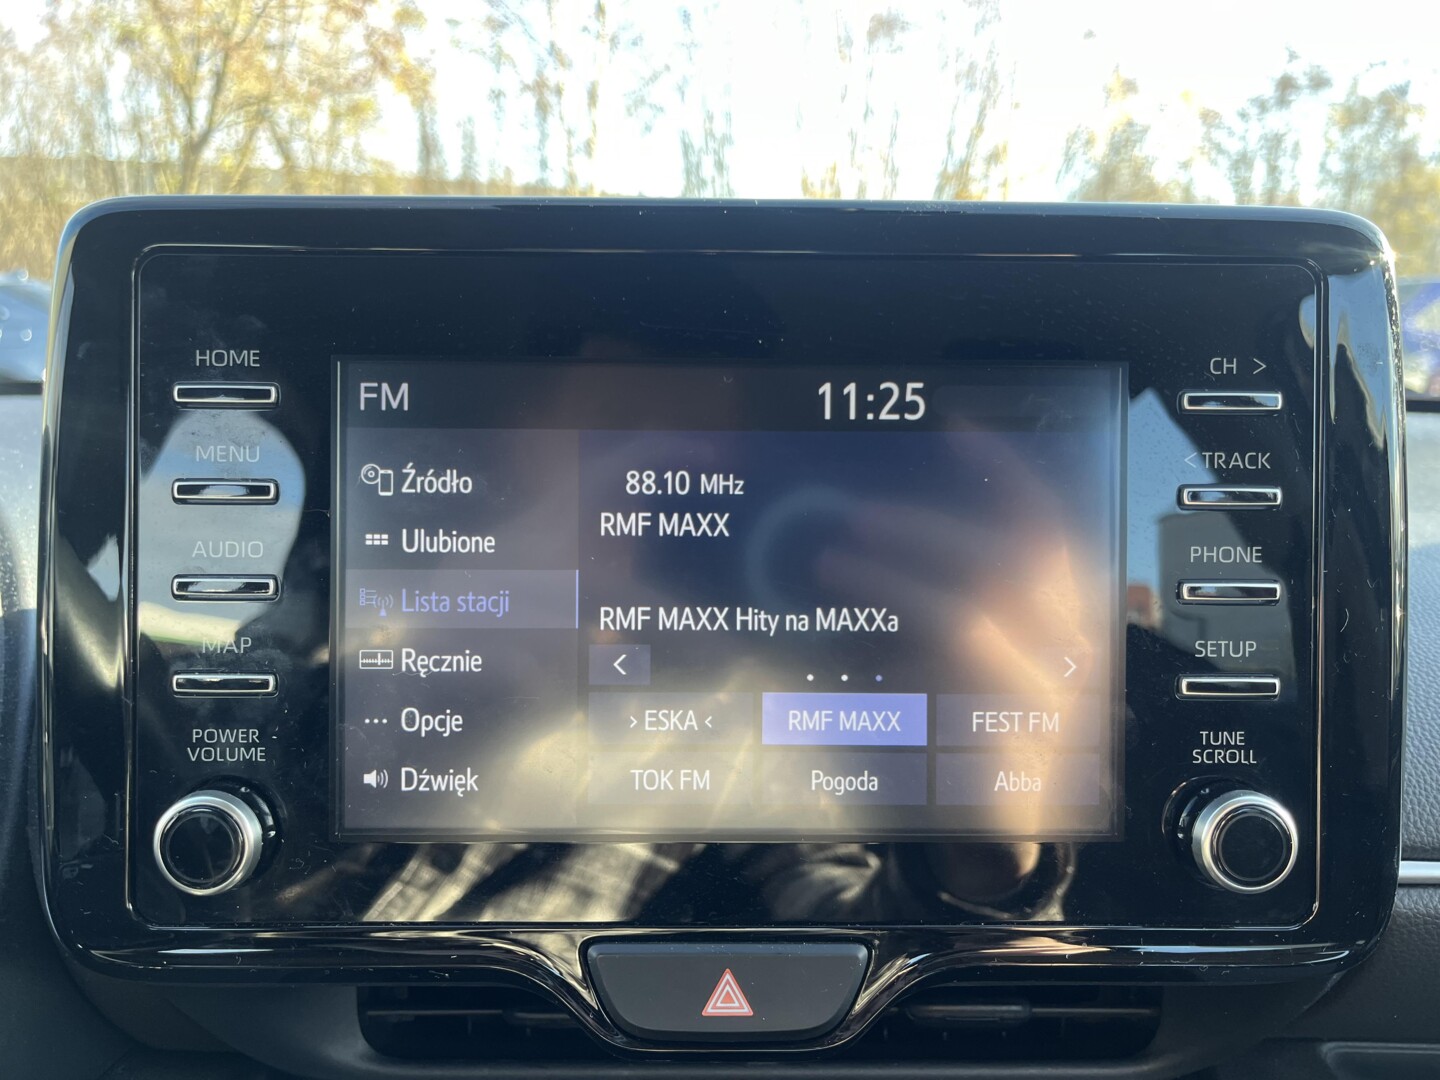 HOME
MENU
AUDIO
MAP
POWER
VOLUME
FM
11:25
Źródło
Ulubione
Lista stacji
Ręcznie
Opcje
Dźwięk
88.10 MHz
RMF MAXX
RMF MAXX Hity na MAXXa
<
>
› ESKA ‹
RMF MAXX
FEST FM
TOK FM
Pogoda
Abba
CH >
< TRACK
PHONE
SETUP
TUNE
SCROLL